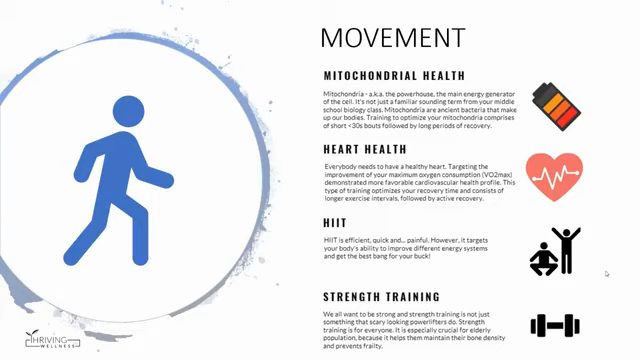 MOVEMENT
MITOCHONDRIAL HEALTH
Mitochondria - a.k.a. the powerhouse, the main energy generator
of the cell. It's not just a familiar sounding term from your middle
school biology class. Mitochondria are ancient bacteria that make
up our bodies. Training to optimize your mitochondria comprises
of short <30s bouts followed by long periods of recovery.
HEART HEALTH
Everybody needs to have a healthy heart. Targeting the
improvement of your maximum oxygen consumption (VO2max)
demonstrated more favorable cardiovascular health profile. This
type of training optimizes your recovery time and consists of
longer exercise intervals, followed by active recovery.
HIIT
HIIT is efficient, quick and... painful. However, it targets
your body's ability to improve different energy systems
and get the best bang for your buck!
STRENGTH TRAINING
We all want to be strong and strength training is not just
something that scary looking powerlifters do. Strength
training is for everyone. It is especially crucial for elderly
population, because it helps them maintain their bone density
and prevents frailty.
THRIVING
WELLNESS